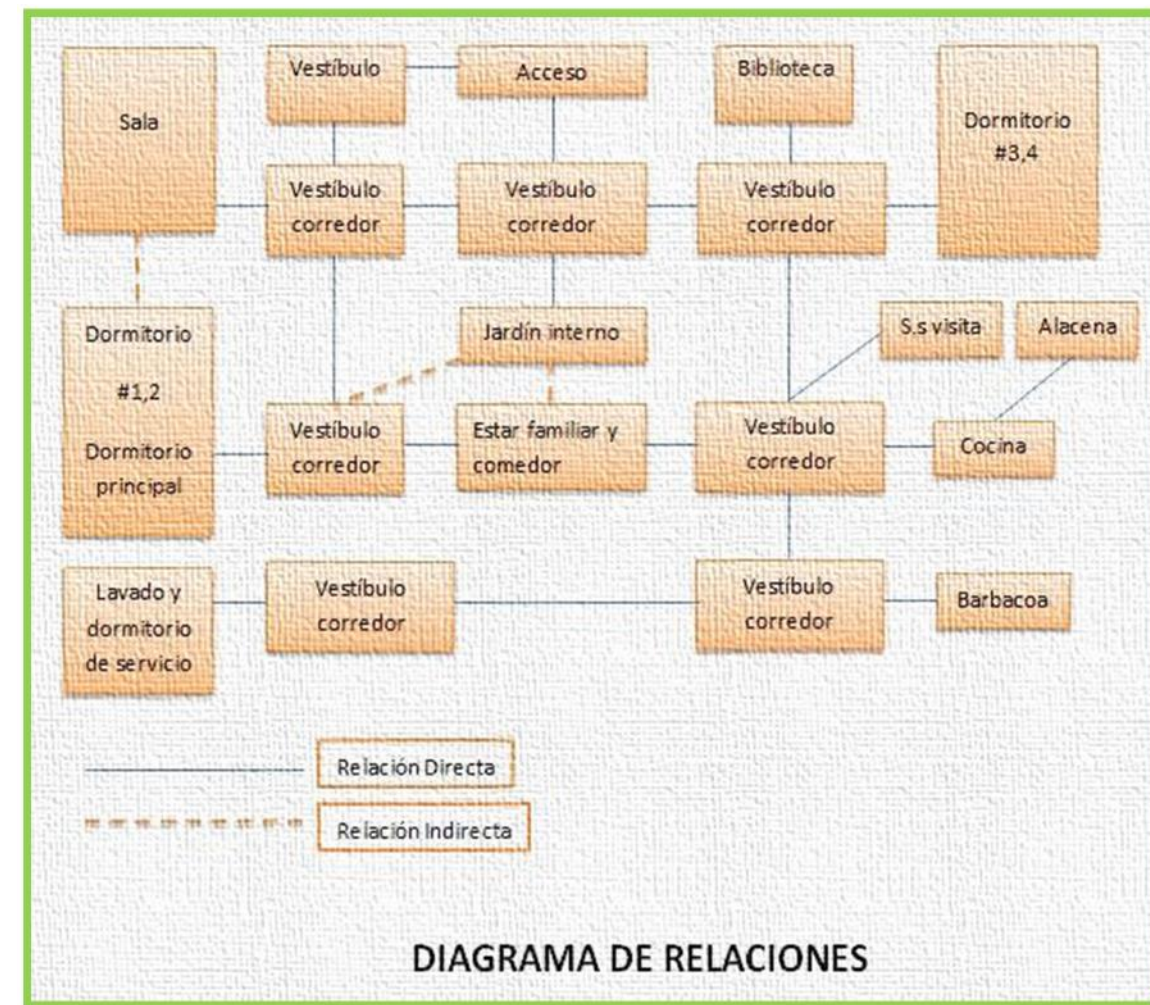 Vestíbulo
Acceso
Biblioteca
Sala
Dormitorio
#3,4
Vestíbulo
corredor
Vestíbulo
corredor
Vestíbulo
corredor
Dormitorio
#1,2
Dormitorio
principal
Jardín interno
S.s visita
Alacena
Vestíbulo
corredor
Estar familiar y
comedor
Vestíbulo
corredor
Cocina
Lavado y
dormitorio
de servicio
Vestíbulo
corredor
Vestíbulo
corredor
Barbacoa
Relación Directa
Relación Indirecta
DIAGRAMA DE RELACIONES